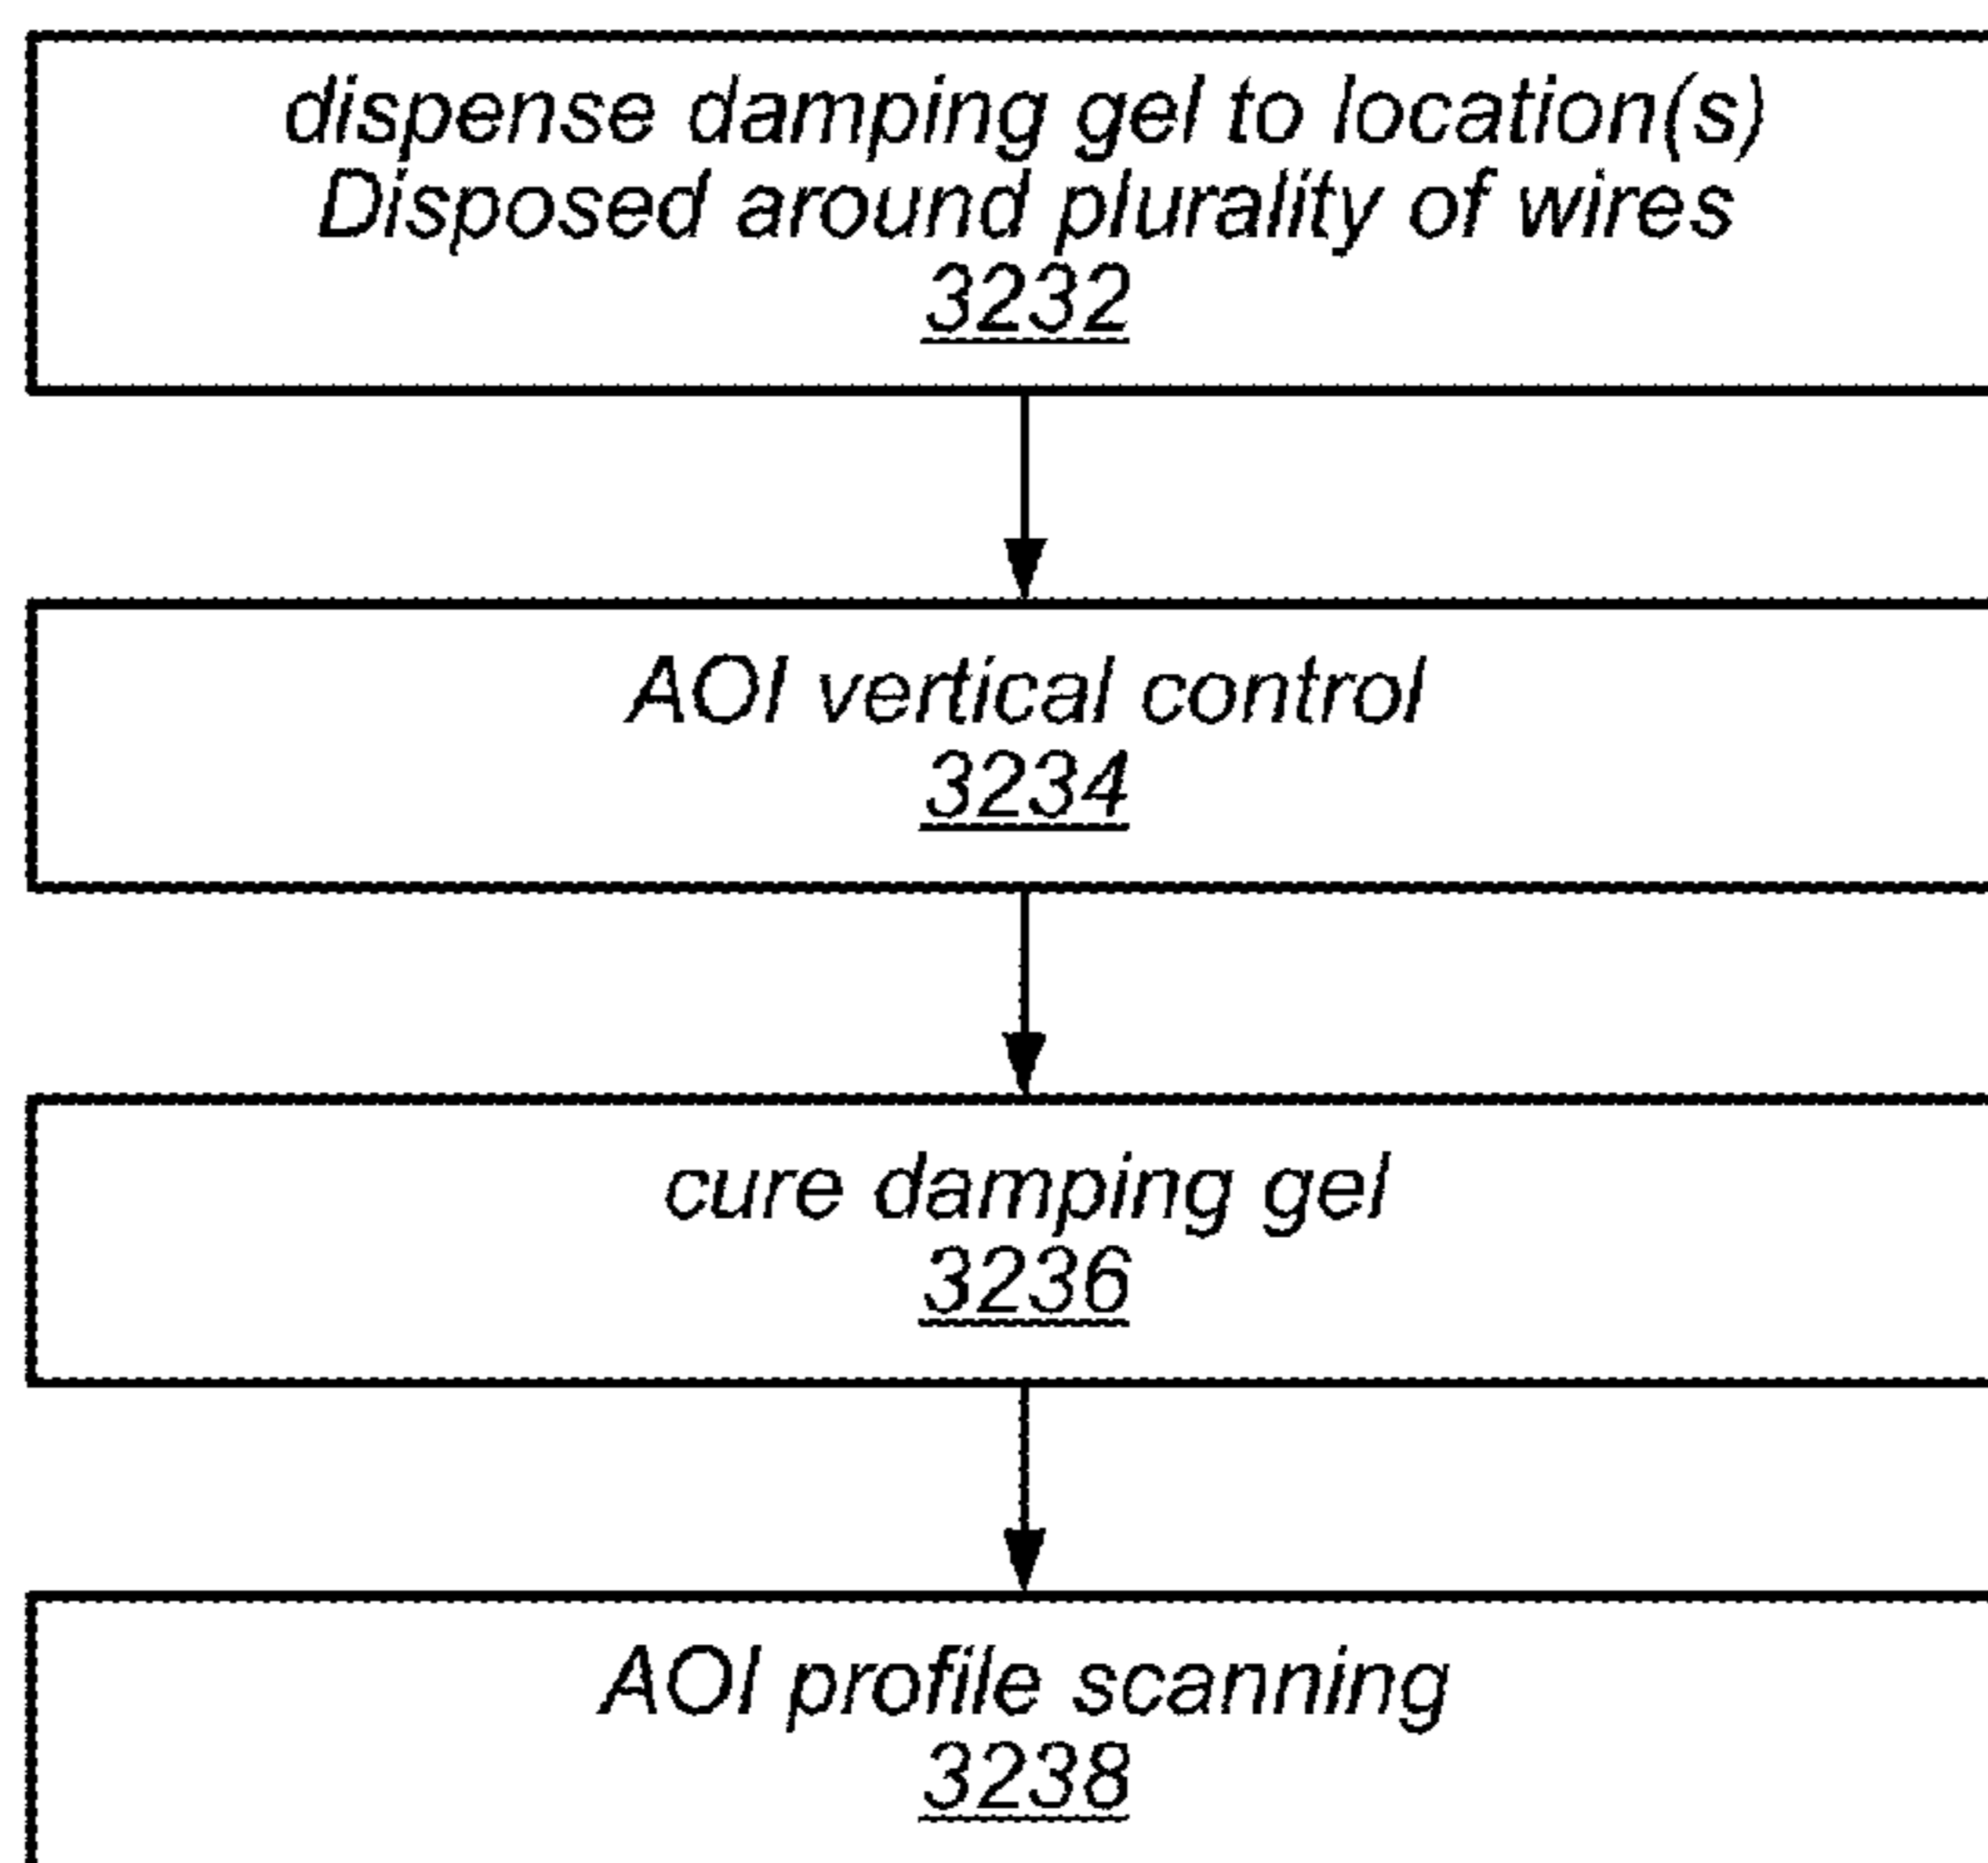 dispense damping gel to location(s)
Disposed around plurality of wires
3232
AOI vertical control
3234
cure damping gel
3236
AOI profile scanning
3238